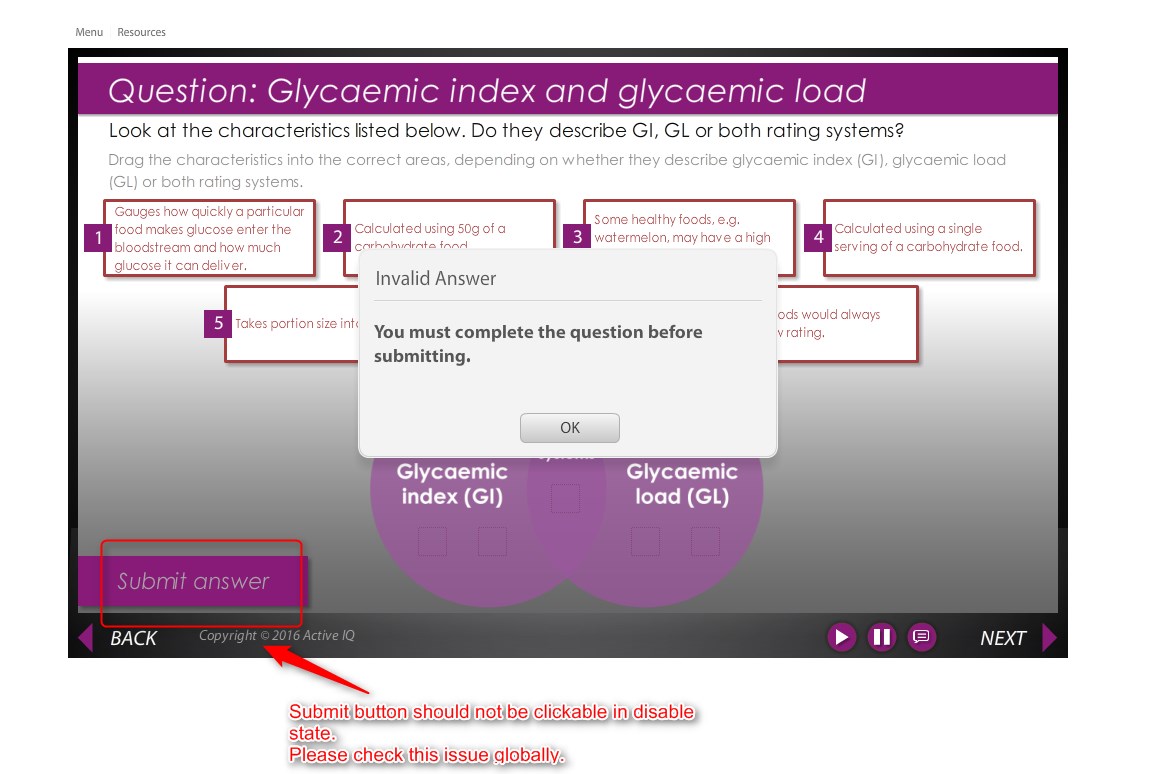 Menu Resources
Question: Glycaemic index and glycaemic load
Look at the characteristics listed below. Do they describe GI, GL or both rating systems?
Drag the characteristics into the correct areas, depending on whether they describe glycaemic index (GI), glycaemic load
(GL) or both rating systems.
1
Gauges how quickly a particular
food makes glucose enter the
bloodstream and how much
glucose it can deliver.
2
Calculated using 50g of a
carbohydrate food
3
Some healthy foods, e.g.
watermelon, may have a high
4
Calculated using a single
serving of a carbohydrate food.
5
Takes portion size
would always
rating.
Invalid Answer
You must complete the question before
submitting.
OK
Glycaemic
index (GI)
Glycaemic
load (GL)
Submit answer
BACK
Copyright © 2016 Active IQ
NEXT
Submit button should not be clickable in disable
state.
Please check this issue globally.